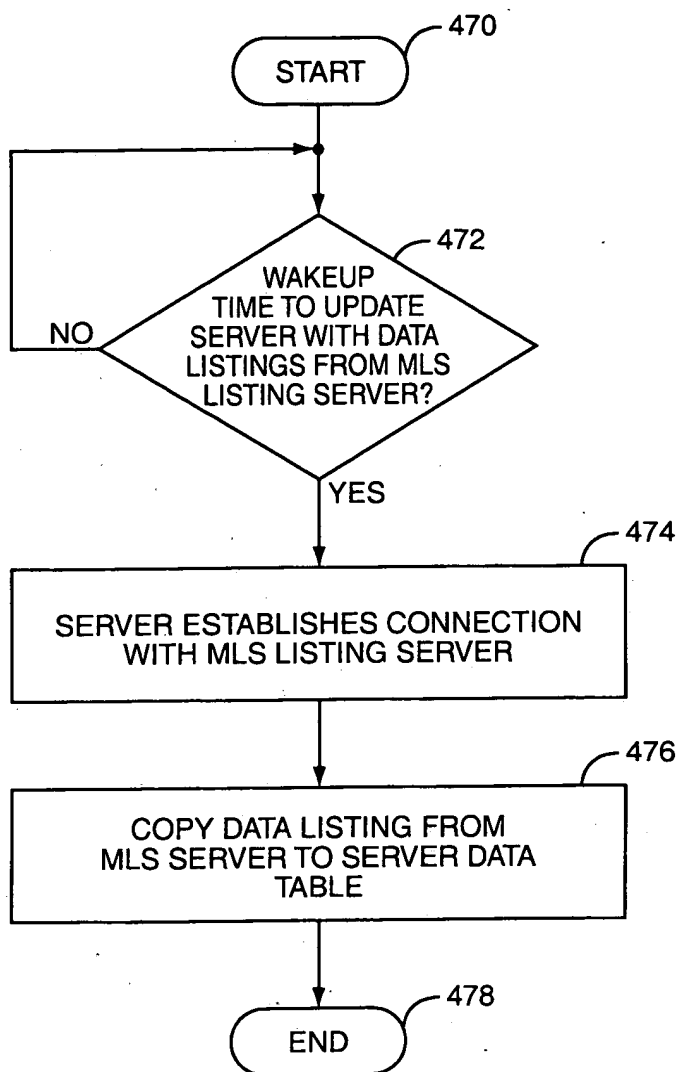 470
START
472
WAKEUP
TIME TO UPDATE
SERVER WITH DATA
LISTINGS FROM MLS
LISTING SERVER?
NO
YES
474
SERVER ESTABLISHES CONNECTION
WITH MLS LISTING SERVER
476
COPY DATA LISTING FROM
MLS SERVER TO SERVER DATA
TABLE
478
END